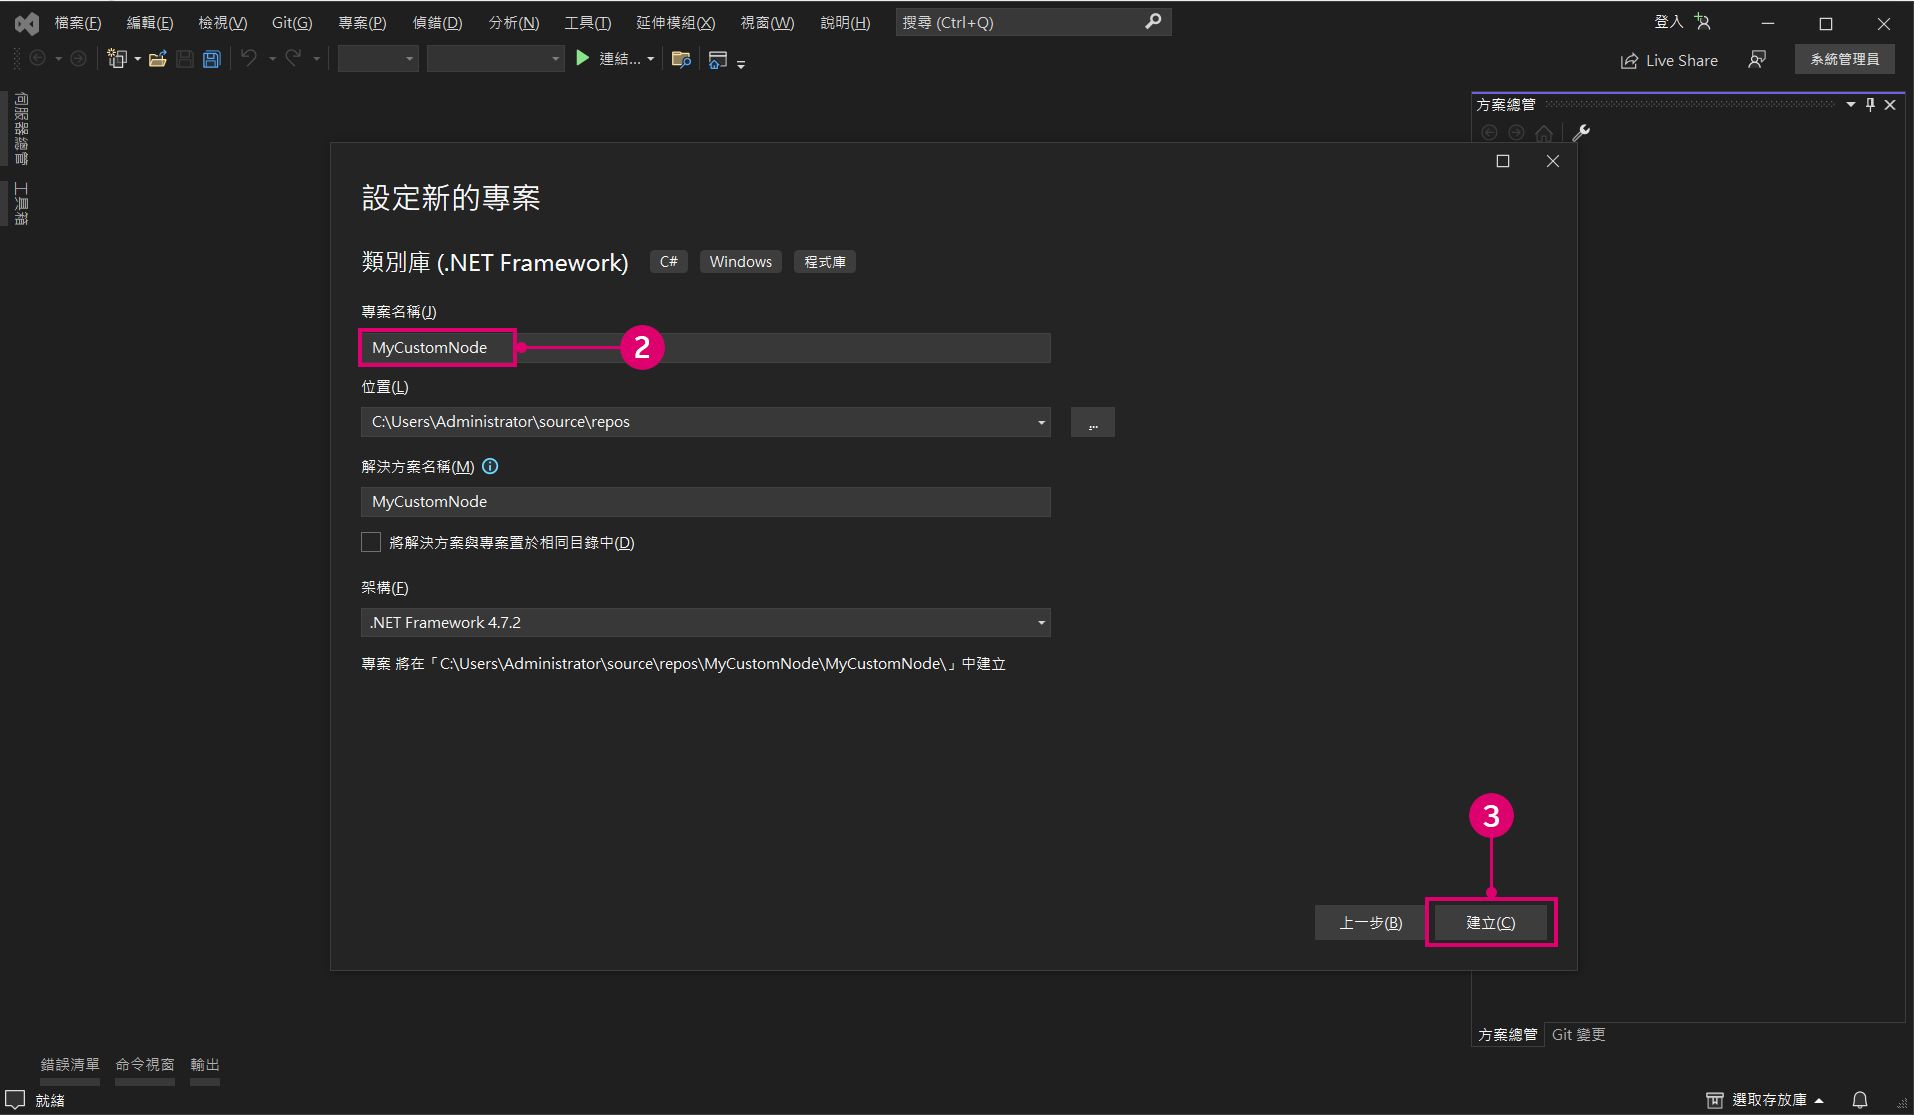 檔案(F) 編輯(E) 檢視(V) Git(G) 專案(P) 偵錯(D) 分析(N) 工具(T) 延伸模組(X) 視窗(W) 說明(H) 搜尋 (Ctrl+Q) 登入
連結... Live Share 系統管理員
伺服器總管
工具箱
方案總管
設定新的專案
類別庫 (.NET Framework) C# Windows 程式庫
專案名稱(J)
MyCustomNode 2
位置(L)
C:\Users\Administrator\source\repos ...
解決方案名稱(M)
MyCustomNode
將解決方案與專案置於相同目錄中(D)
架構(F)
.NET Framework 4.7.2
專案 將在「C:\Users\Administrator\source\repos\MyCustomNode\MyCustomNode\」中建立
3
上一步(B) 建立(C)
方案總管 Git 變更
錯誤清單 命令視窗 輸出
就緒 選取存放庫